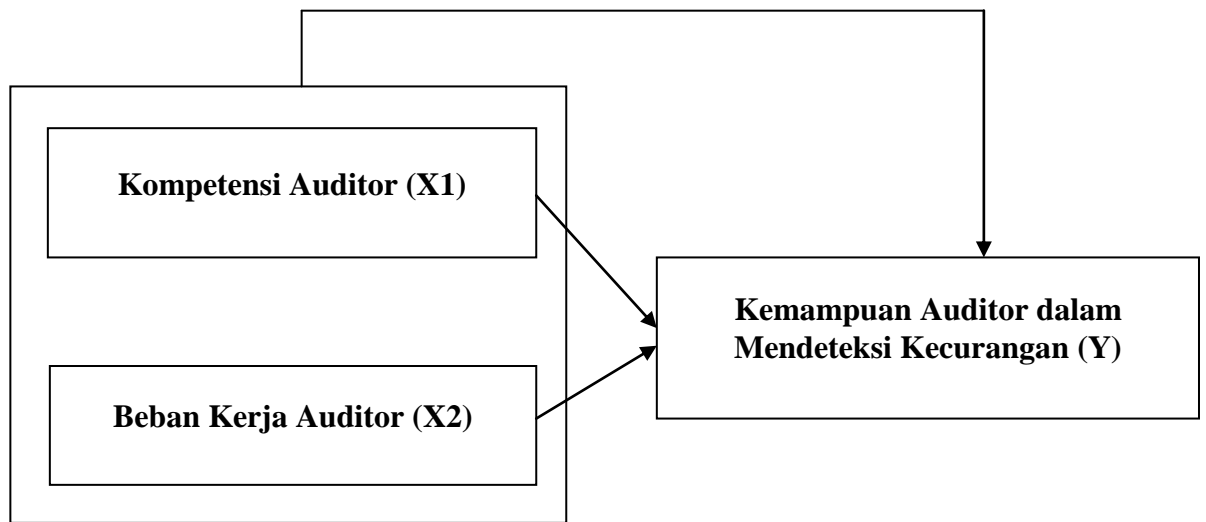 Kompetensi Auditor (X1)
Kemampuan Auditor dalam
Mendeteksi Kecurangan (Y)
Beban Kerja Auditor (X2)